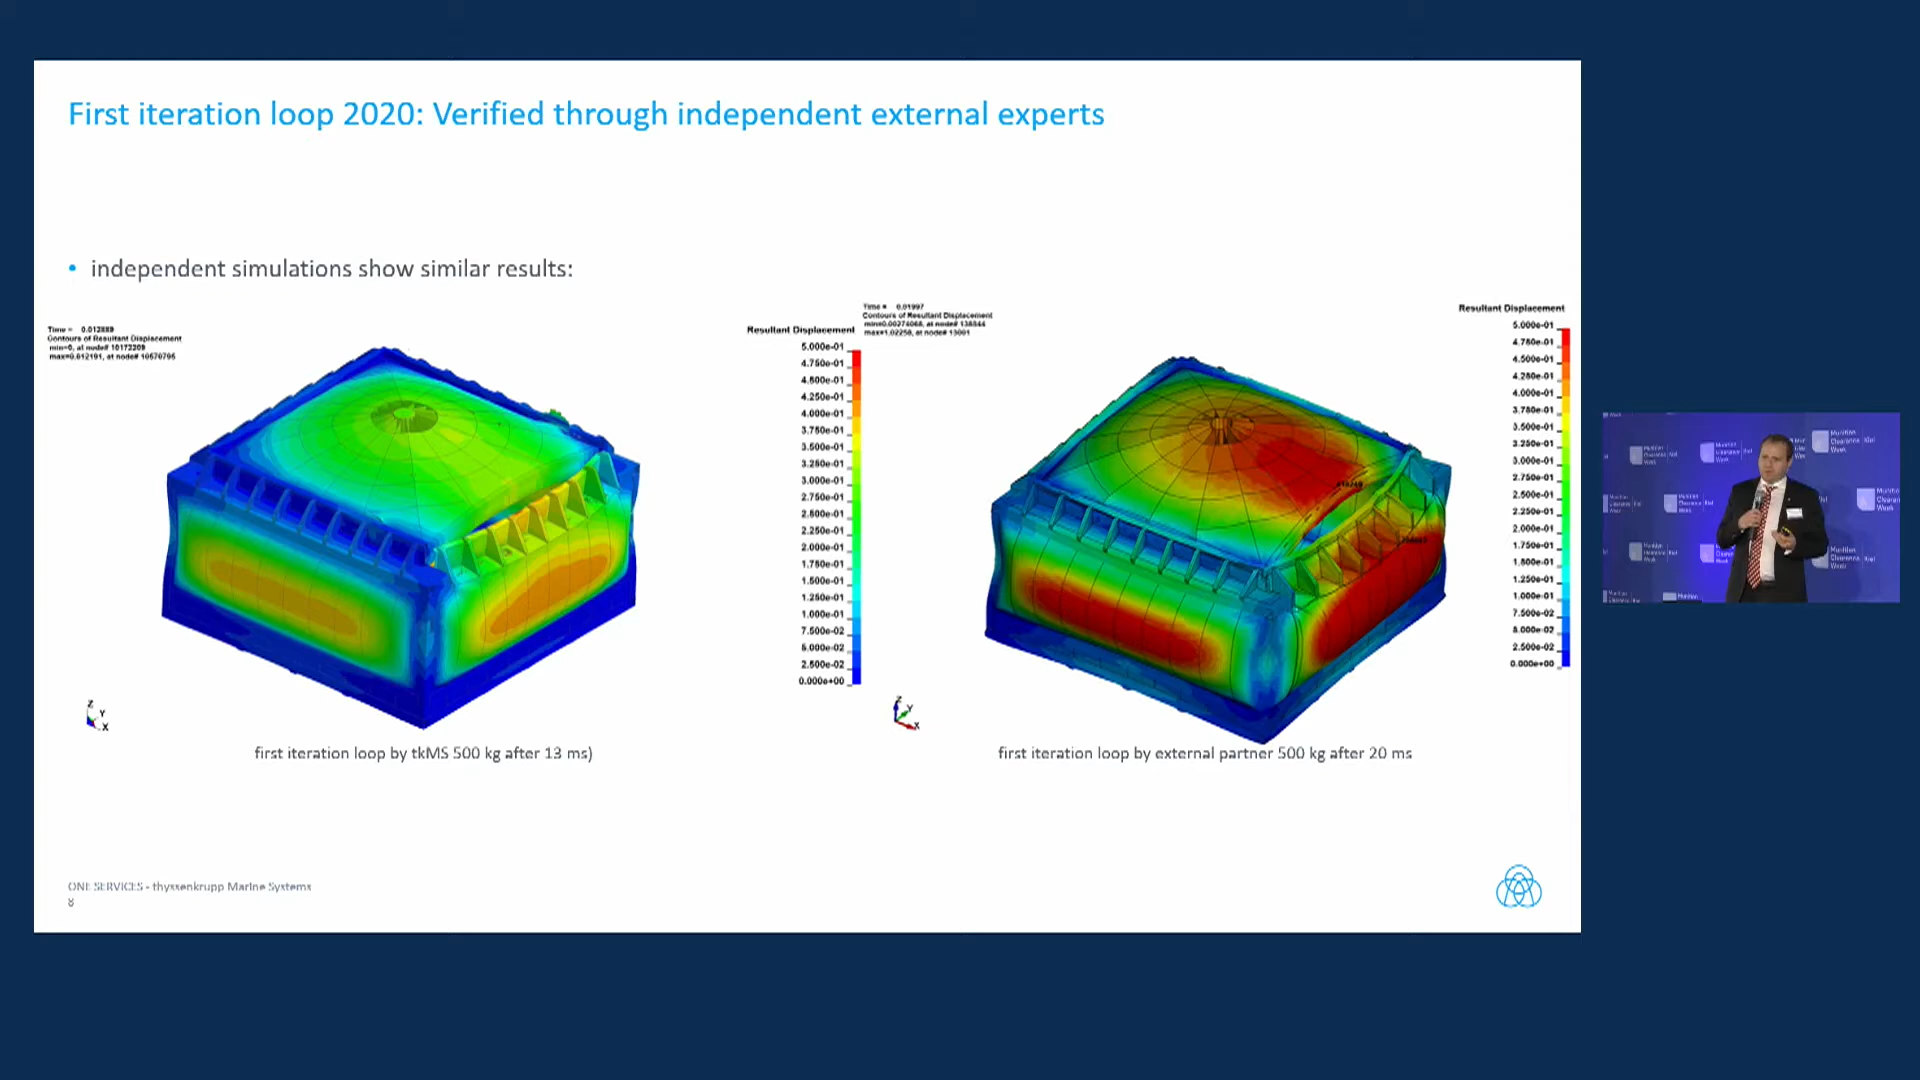 First iteration loop 2020: Verified through independent external experts
• independent simulations show similar results:
Time = 0.012889
Contours of Resultant Displacement
min=0, at node# 10172209
max=0.612191, at node# 10670706
Resultant Displacement
5.000e-01
4.750e-01
4.500e-01
4.250e-01
4.000e-01
3.750e-01
3.500e-01
3.250e-01
3.000e-01
2.750e-01
2.500e-01
2.250e-01
2.000e-01
1.750e-01
1.500e-01
1.250e-01
1.000e-01
7.500e-02
5.000e-02
2.500e-02
0.000e+00
Z
Y
X
first iteration loop by tkMS 500 kg after 13 ms)
Time = 0.01997
Contours of Resultant Displacement
min=0.00274068, at node# 138844
max=1.02258, at node# 13001
Resultant Displacement
5.000e-01
4.750e-01
4.500e-01
4.250e-01
4.000e-01
3.750e-01
3.500e-01
3.250e-01
3.000e-01
2.750e-01
2.500e-01
2.250e-01
2.000e-01
1.750e-01
1.500e-01
1.250e-01
1.000e-01
7.500e-02
5.000e-02
2.500e-02
0.000e+00
Z
Y
X
first iteration loop by external partner 500 kg after 20 ms
ONE SERVICES - thyssenkrupp Marine Systems
8
Munition
Clearance Kiel
Week